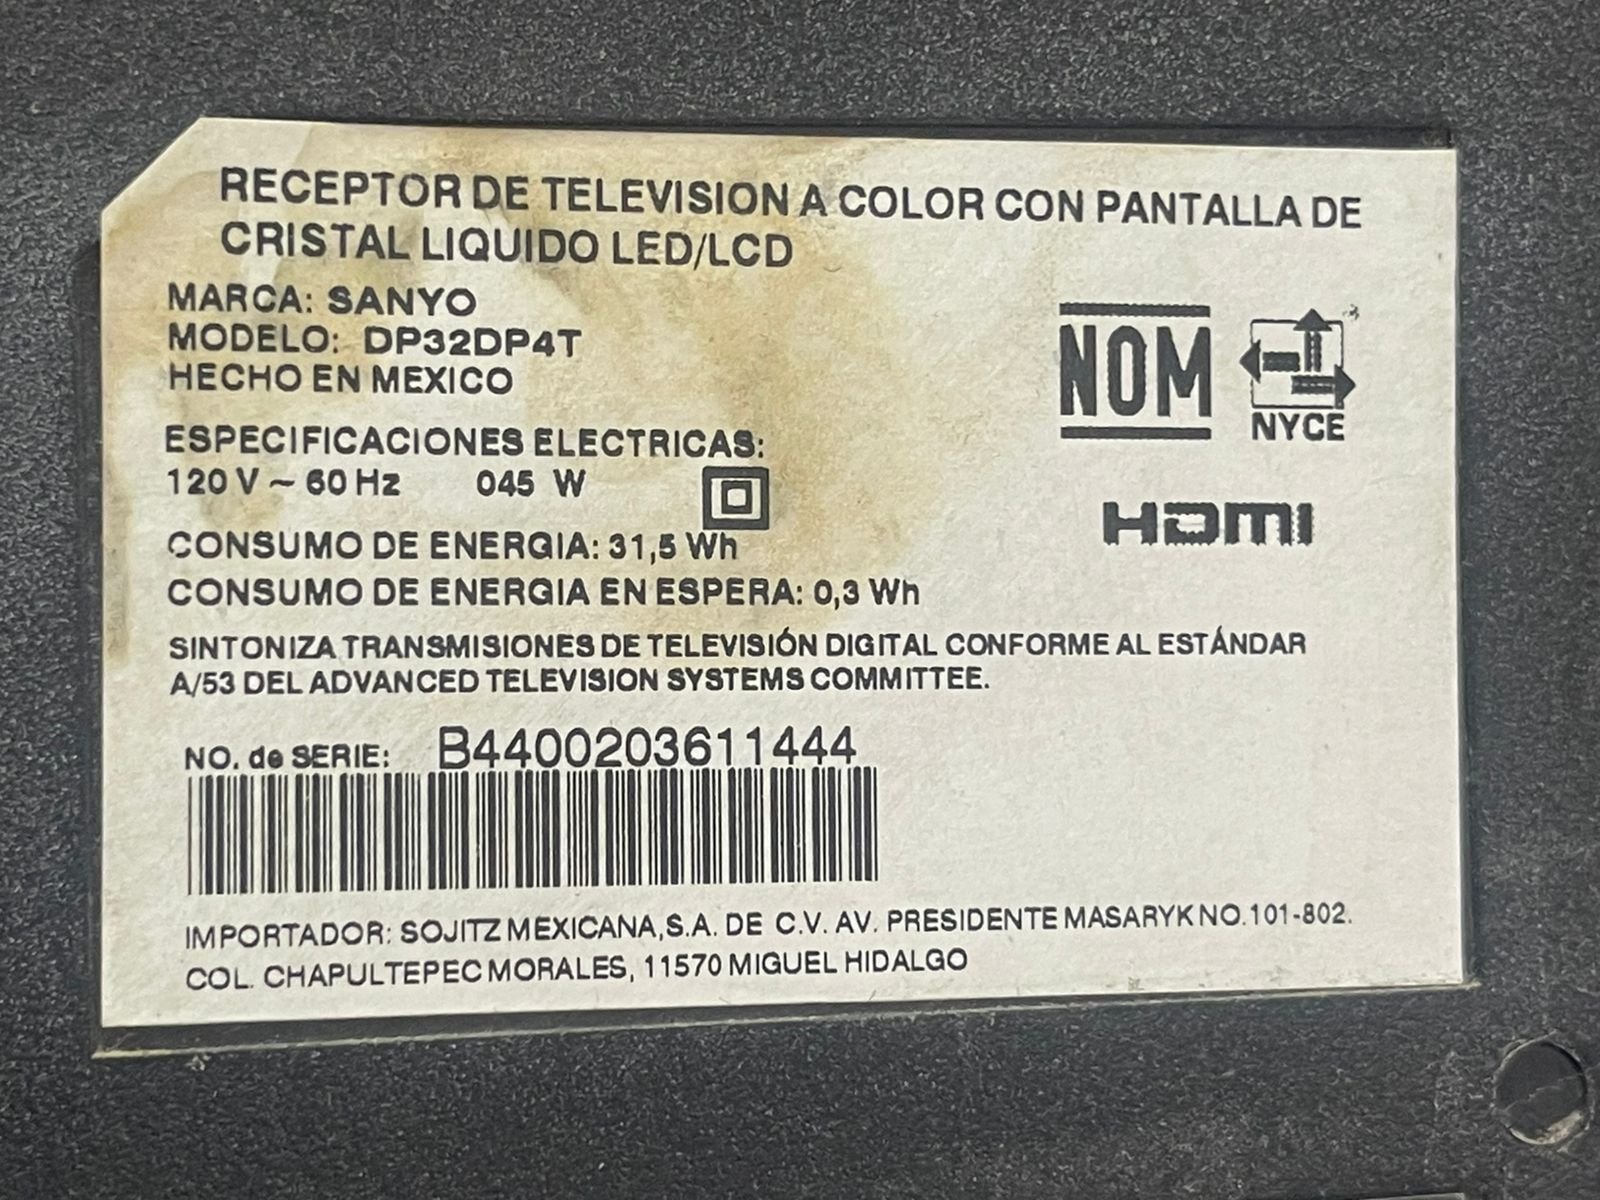 RECEPTOR DE TELEVISION A COLOR CON PANTALLA DE
CRISTAL LIQUIDO LED/LCD
MARCA: SANYO
MODELO: DP32DP4T
HECHO EN MEXICO
NOM
NYCE
ESPECIFICACIONES ELECTRICAS:
120 V ~ 60 Hz 045 W
HDMI
CONSUMO DE ENERGIA: 31,5 Wh
CONSUMO DE ENERGIA EN ESPERA: 0,3 Wh
SINTONIZA TRANSMISIONES DE TELEVISIÓN DIGITAL CONFORME AL ESTÁNDAR
A/53 DEL ADVANCED TELEVISION SYSTEMS COMMITTEE.
NO. de SERIE: B4400203611444
IMPORTADOR: SOJITZ MEXICANA,S.A. DE C.V. AV. PRESIDENTE MASARYK NO.101-802.
COL. CHAPULTEPEC MORALES, 11570 MIGUEL HIDALGO